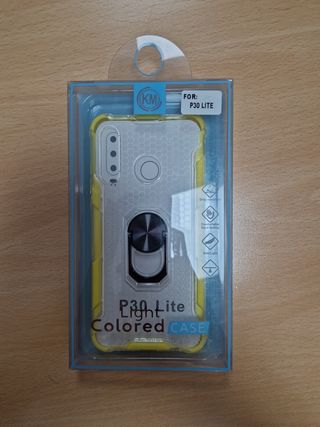 KM
FOR:
P30 LITE
P30 Lite
Light
Colored CASE